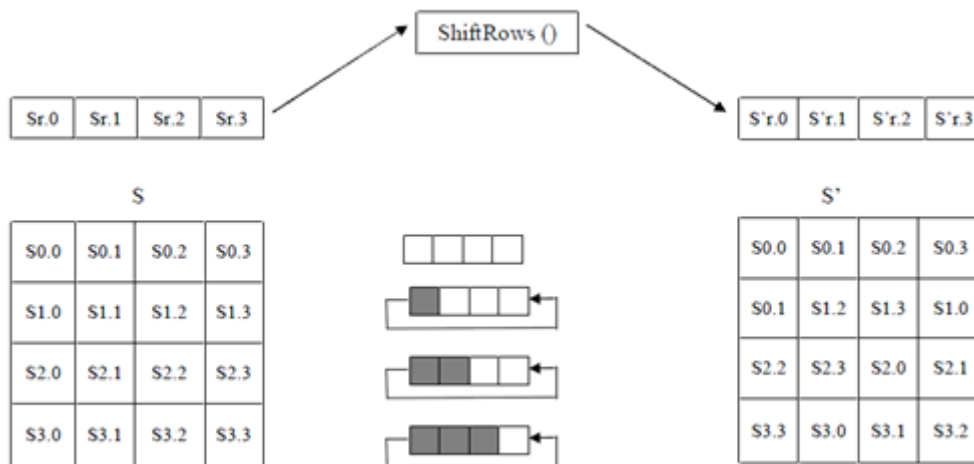 ShiftRows ()
Sr.0 Sr.1 Sr.2 Sr.3
S'r.0 S'r.1 S'r.2 S'r.3
S
S'
S0.0 S0.1 S0.2 S0.3
S0.0 S0.1 S0.2 S0.3
S1.0 S1.1 S1.2 S1.3
S0.1 S1.2 S1.3 S1.0
S2.0 S2.1 S2.2 S2.3
S2.2 S2.3 S2.0 S2.1
S3.0 S3.1 S3.2 S3.3
S3.3 S3.0 S3.1 S3.2